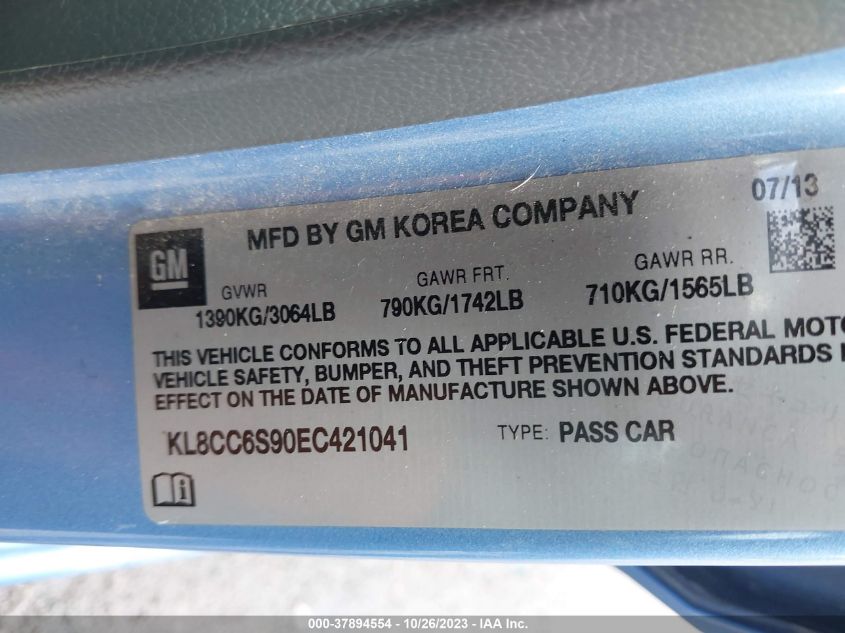 07/13
MFD BY GM KOREA COMPANY
GM
GVWR GAWR FRT. GAWR RR.
1390KG/3064LB 790KG/1742LB 710KG/1565LB
THIS VEHICLE CONFORMS TO ALL APPLICABLE U.S. FEDERAL MOTO
VEHICLE SAFETY, BUMPER, AND THEFT PREVENTION STANDARDS
EFFECT ON THE DATE OF MANUFACTURE SHOWN ABOVE.
KL8CC6S90EC421041 TYPE: PASS CAR
i
000-37894554 | 10/26/2023 | IAA Inc.